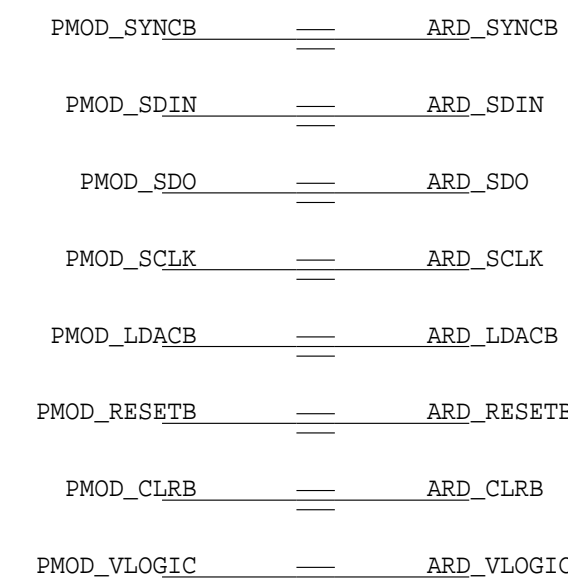 PMOD_SYNCB ARD_SYNCB
PMOD_SDIN ARD_SDIN
PMOD_SDO ARD_SDO
PMOD_SCLK ARD_SCLK
PMOD_LDACB ARD_LDACB
PMOD_RESETB ARD_RESETB
PMOD_CLRB ARD_CLRB
PMOD_VLOGIC ARD_VLOGIC